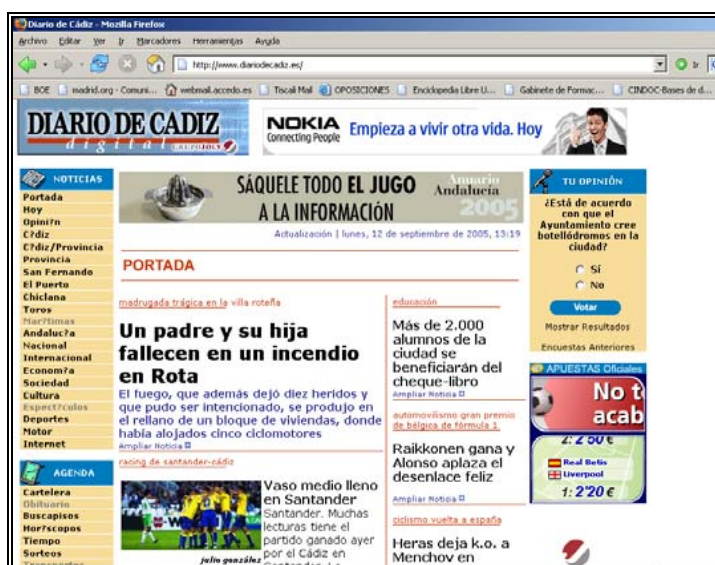 Diario de Cádiz - Mozilla Firefox
Archivo Editar Ver Ir Marcadores Herramientas Ayuda
http://www.diariodecadiz.es/
Ir
BOE madrid.org - Comuni... webmail.accedo.es Tiscali Mail OPOSICIONES Enciclopedia Libre U... Gabinete de Formac... CINDOC-Bases de d...
DIARIO DE CADIZ
digital
GRUPOJOLY
NOKIA
Connecting People
Empieza a vivir otra vida. Hoy
NOTICIAS
Portada
Hoy
Opini?n
C?diz
C?diz/Provincia
Provincia
San Fernando
El Puerto
Chiclana
Toros
Mar?timas
Andaluc?a
Nacional
Internacional
Econom?a
Sociedad
Cultura
Espect?culos
Deportes
Motor
Internet
AGENDA
Cartelera
Obituario
Buscapisos
Hor?scopos
Tiempo
Sorteos
Transportes
SÁQUELE TODO EL JUGO
A LA INFORMACIÓN
Anuario
Andalucía
2005
Actualización | lunes, 12 de septiembre de 2005, 13:19
PORTADA
madrugada trágica en la villa roteña
Un padre y su hija
fallecen en un incendio
en Rota
El fuego, que además dejó diez heridos y
que pudo ser intencionado, se produjo en
el rellano de un bloque de viviendas, donde
había alojados cinco ciclomotores
Ampliar Noticia
racing de santander-cádiz
julio gonzález
Vaso medio lleno
en Santander
Santander. Muchas
lecturas tiene el
partido ganado ayer
por el Cádiz en
Santander. La
educación
Más de 2.000
alumnos de la
ciudad se
beneficiarán del
cheque-libro
Ampliar Noticia
automovilismo gran premio
de bélgica de fórmula 1
Raikkonen gana y
Alonso aplaza el
desenlace feliz
Ampliar Noticia
ciclismo vuelta a españa
Heras deja k.o. a
Menchov en
TU OPINIÓN
¿Está de acuerdo
con que el
Ayuntamiento cree
botellódromos en la
ciudad?
Sí
No
Votar
Mostrar Resultados
Encuestas Anteriores
APUESTAS Oficiales
No t
acab
2: 2'50 €
Real Betis
Liverpool
1: 2'20 €